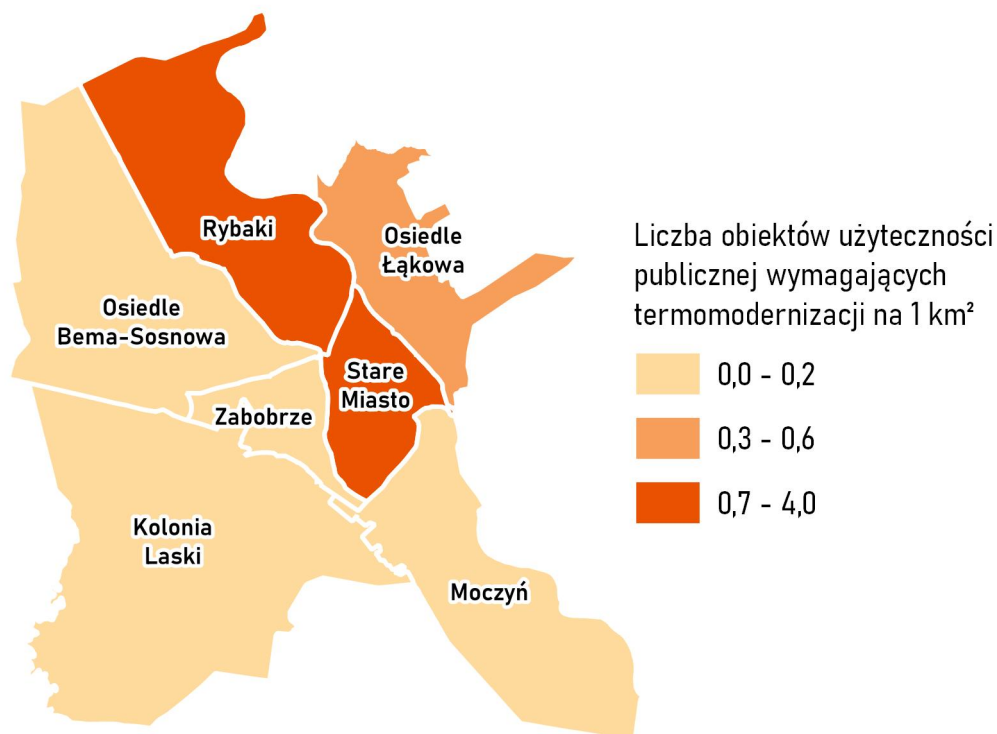 Rybaki
Osiedle
Łąkowa
Osiedle
Bema-Sosnowa
Stare
Miasto
Zabobrze
Kolonia
Laski
Moczyń
Liczba obiektów użyteczności
publicznej wymagających
termomodernizacji na 1 km²
0,0 - 0,2
0,3 - 0,6
0,7 - 4,0